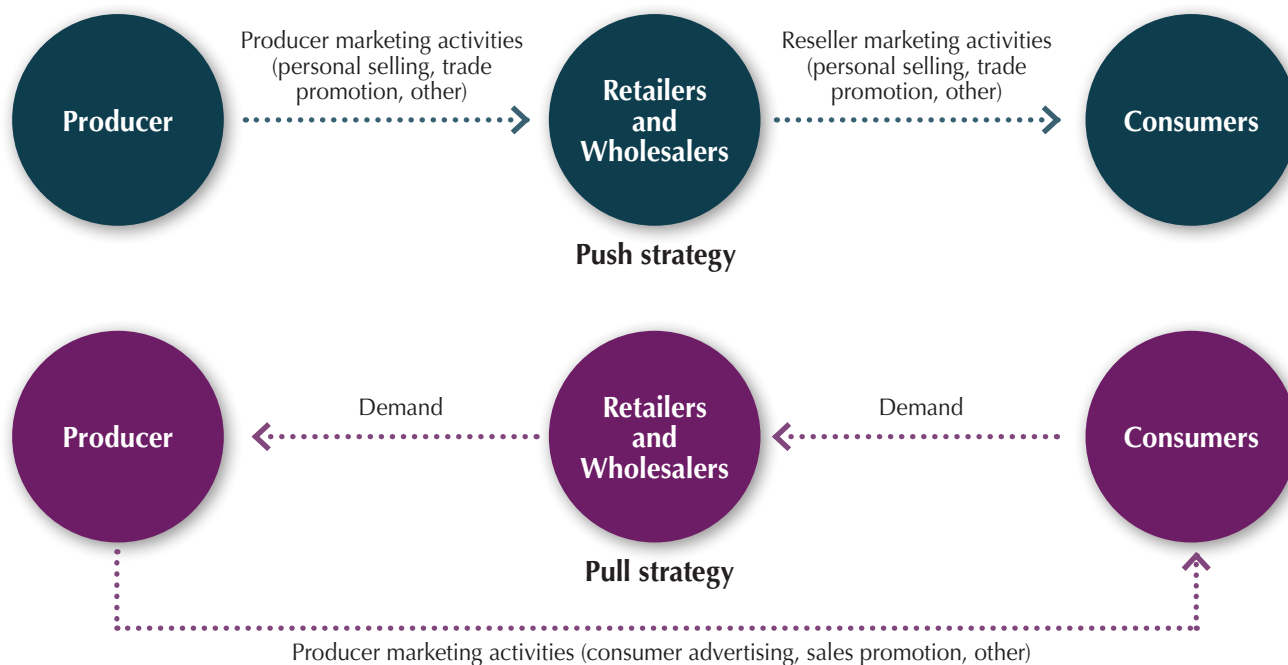 Producer marketing activities
(personal selling, trade
promotion, other)
Reseller marketing activities
(personal selling, trade
promotion, other)
Producer
Retailers
and
Wholesalers
Consumers
Push strategy
Producer
Demand
Retailers
and
Wholesalers
Demand
Consumers
Pull strategy
Producer marketing activities (consumer advertising, sales promotion, other)